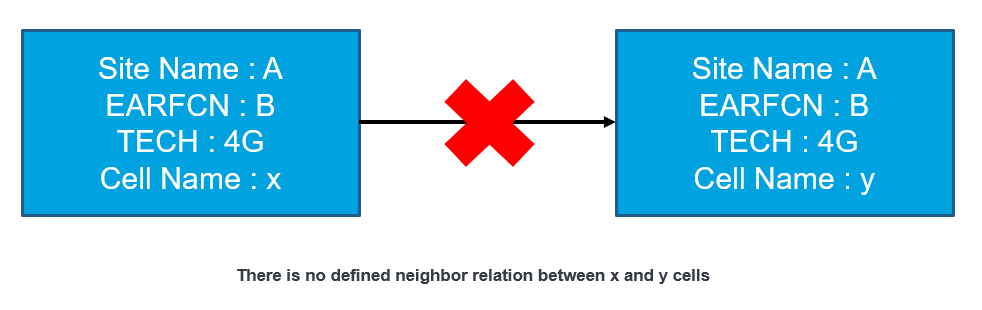 Site Name : A
EARFCN : B
TECH : 4G
Cell Name : x
Site Name : A
EARFCN : B
TECH : 4G
Cell Name : y
There is no defined neighbor relation between x and y cells